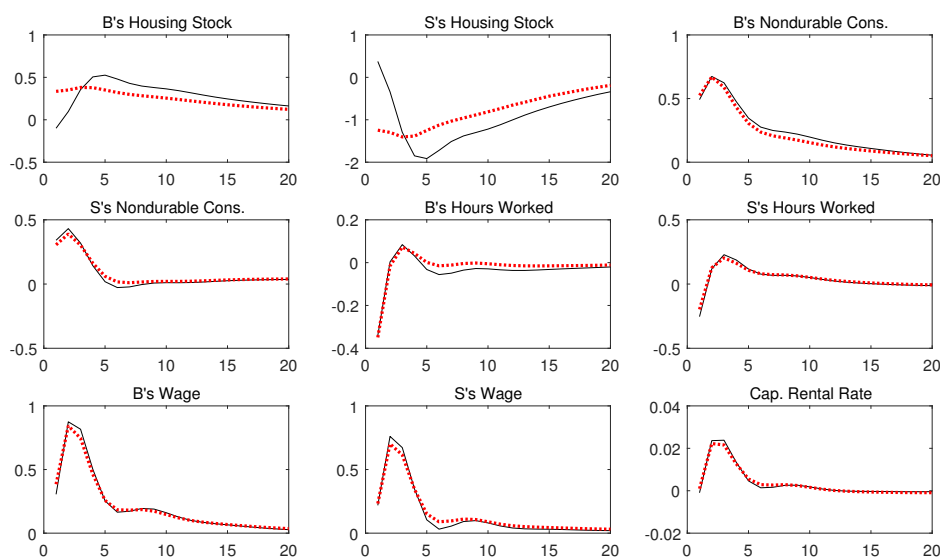 B's Housing Stock
1
0.5
0
-0.5
0 5 10 15 20
S's Housing Stock
1
0
-1
-2
0 5 10 15 20
B's Nondurable Cons.
1
0.5
0
0 5 10 15 20
S's Nondurable Cons.
0.5
0
-0.5
0 5 10 15 20
B's Hours Worked
0.2
0
-0.2
-0.4
0 5 10 15 20
S's Hours Worked
0.5
0
-0.5
0 5 10 15 20
B's Wage
1
0.5
0
0 5 10 15 20
S's Wage
1
0.5
0
0 5 10 15 20
Cap. Rental Rate
0.04
0.02
0
-0.02
0 5 10 15 20